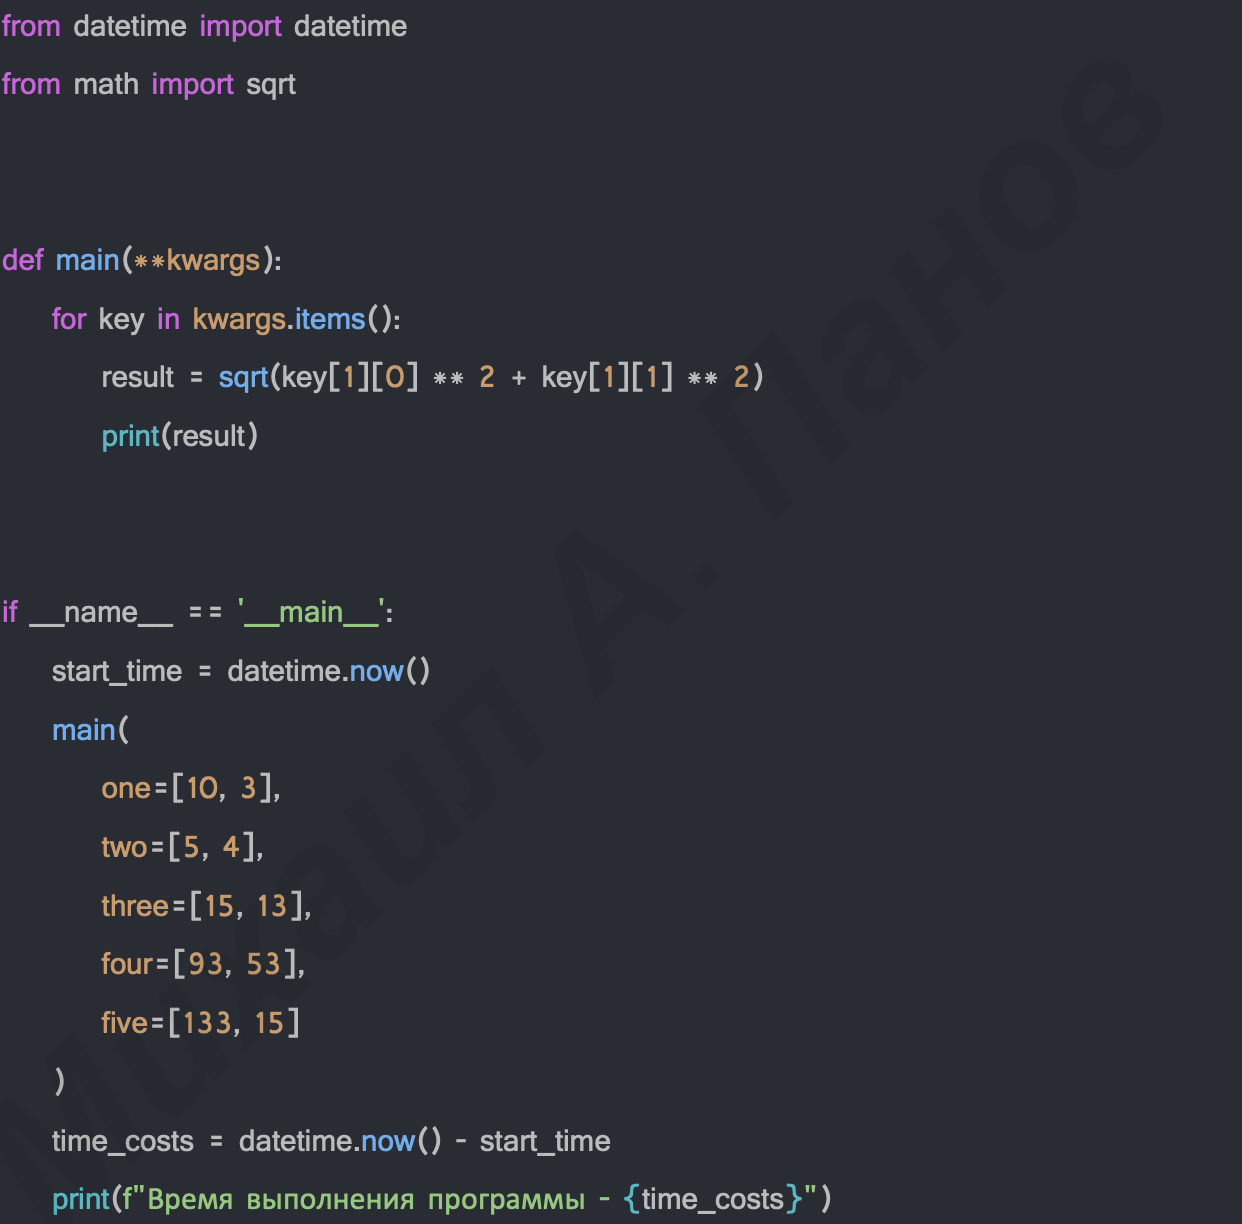 from datetime import datetime
from math import sqrt
def main(**kwargs):
    for key in kwargs.items():
        result = sqrt(key[1][0] ** 2 + key[1][1] ** 2)
        print(result)
if __name__ == '__main__':
    start_time = datetime.now()
    main(
        one=[10, 3],
        two=[5, 4],
        three=[15, 13],
        four=[93, 53],
        five=[133, 15]
    )
    time_costs = datetime.now() - start_time
    print(f"Время выполнения программы - {time_costs}")
Михаил А. Панов